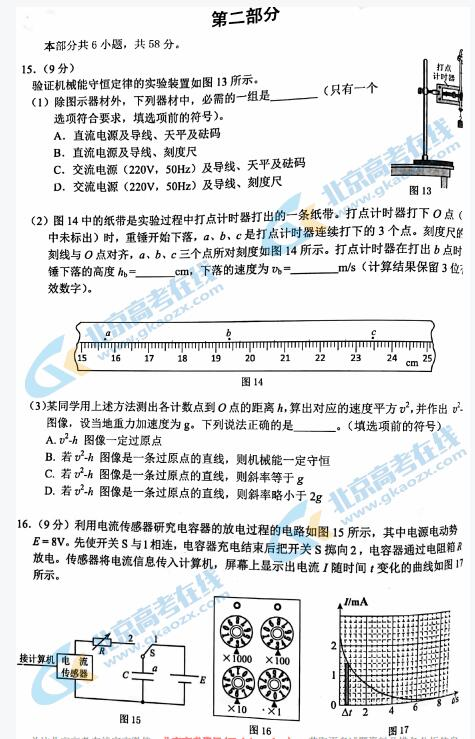 第二部分
本部分共6小题，共58分。
15.（9分）
验证机械能守恒定律的实验装置如图13所示。
（1）除图示器材外，下列器材中，必需的一组是______（只有一个
选项符合要求，填选项前的符号）。
A．直流电源及导线、天平及砝码
B．直流电源及导线、刻度尺
C．交流电源（220V，50Hz）及导线、天平及砝码
D．交流电源（220V，50Hz）及导线、刻度尺
打点
计时器
图13
（2）图14中的纸带是实验过程中打点计时器打出的一条纸带。打点计时器打下O点（
中未标出）时，重锤开始下落，a、b、c是打点计时器连续打下的3个点。刻度尺的
刻线与O点对齐，a、b、c三个点所对刻度如图14所示。打点计时器在打出b点时
锤下落的高度hb=______cm，下落的速度为vb=______m/s（计算结果保留3位有
效数字）。
a b c
15 16 17 18 19 20 21 22 23 24 25
cm
图14
（3）某同学用上述方法测出各计数点到O点的距离h，算出对应的速度平方v²，并作出v²-
图像，设当地重力加速度为g。下列说法正确的是______。（填选项前的符号）
A. v²-h 图像一定过原点
B. 若v²-h 图像是一条过原点的直线，则机械能一定守恒
C. 若v²-h 图像是一条过原点的直线，则斜率等于g
D. 若v²-h 图像是一条过原点的直线，则斜率略小于2g
16.（9分）利用电流传感器研究电容器的放电过程的电路如图15所示，其中电源电动势
E=8V。先使开关S与1相连，电容器充电结束后把开关S掷向2，电容器通过电阻箱R
放电。传感器将电流信息传入计算机，屏幕上显示出电流I随时间t变化的曲线如图17
所示。
接计算机
电流
传感器
R 2 1
S
C a
E
图15
×1000 ×100
×10 ×1
图16
I/mA
2
1
0 Δt 2 4 6 8 t/s
图17
北京高考在线
www.gkaozx.com